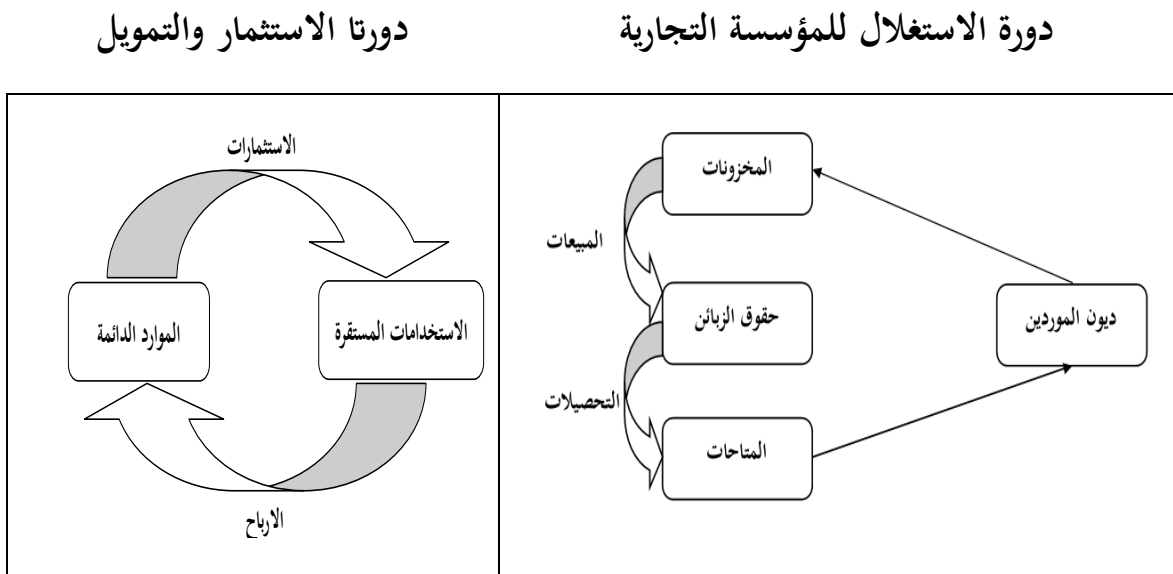 دورة الاستغلال للمؤسسة التجارية
دورتا الاستثمار والتمويل
المخزونات
المبيعات
حقوق الزبائن
ديون الموردين
التحصيلات
المتاحات
الاستثمارات
الاستخدامات المستقرة
الموارد الدائمة
الارباح